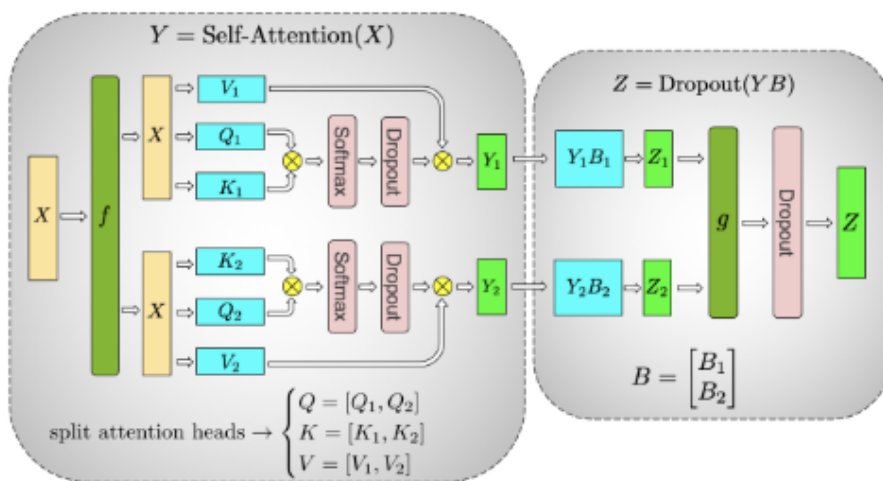 Y = Self-Attention(X)
X
f
X
V₁
Q₁
K₁
Softmax
Dropout
Y₁
X
K₂
Q₂
V₂
Softmax
Dropout
Y₂
split attention heads → { Q = [Q₁, Q₂]
K = [K₁, K₂]
V = [V₁, V₂]
Z = Dropout(YB)
Y₁B₁
Z₁
Y₂B₂
Z₂
g
Dropout
Z
B = [B₁
B₂]